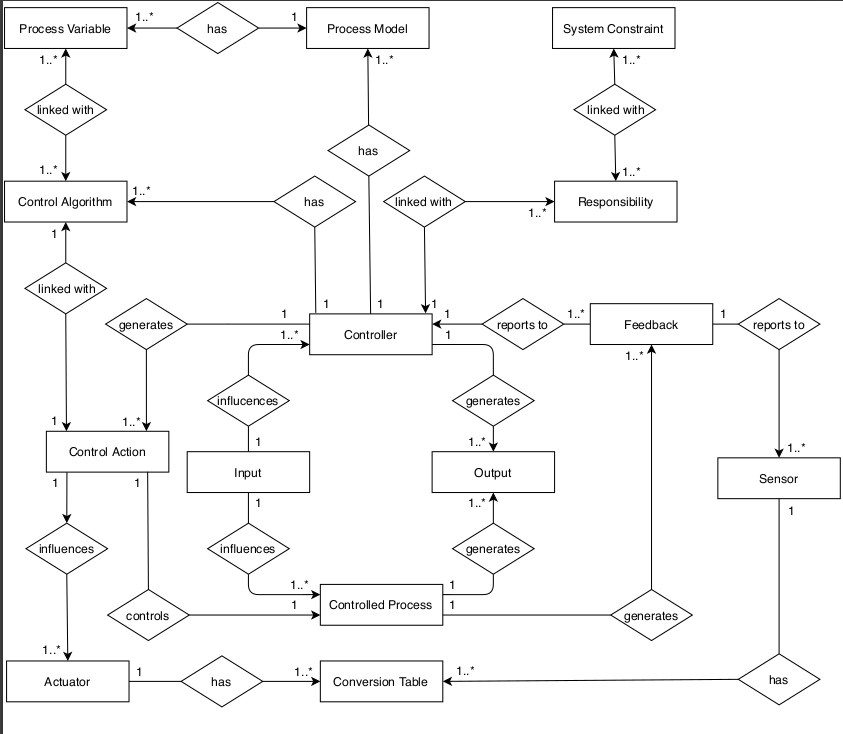 Process Variable
1..*
has
1
Process Model
System Constraint
1..*
1..*
1..*
linked with
linked with
has
1..*
1..*
1..*
Control Algorithm
has
linked with
1..*
Responsibility
1
linked with
1
1
1
generates
1
Controller
1
reports to
1..*
Feedback
1
reports to
1..*
1
1..*
influcences
generates
1
1..*
1
1..*
1..*
Control Action
Input
Output
Sensor
1
1
1
1..*
1
influences
influences
generates
1..*
1
controls
1
Controlled Process
1
generates
1..*
Actuator
1
has
1..*
Conversion Table
1..*
has